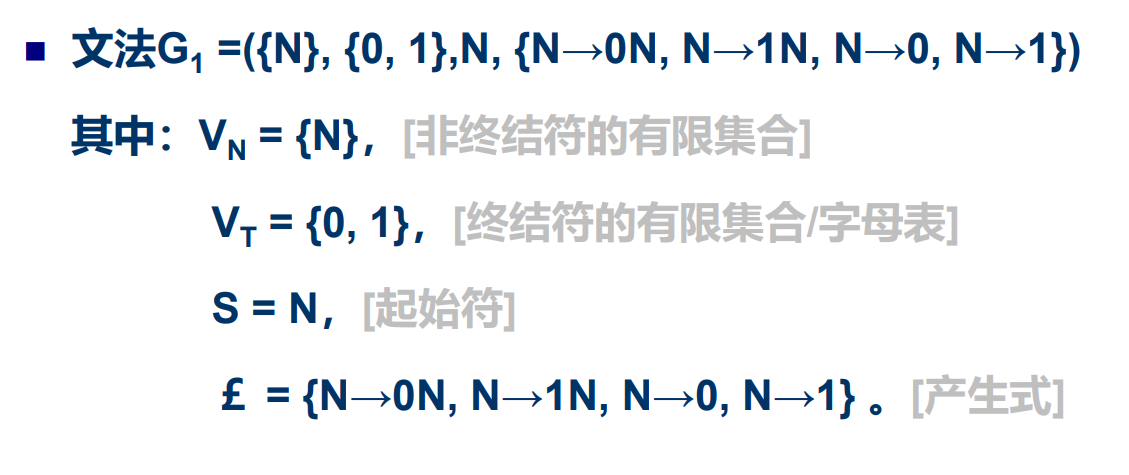 ■ 文法G₁ =({N}, {0, 1},N, {N→0N, N→1N, N→0, N→1})
其中：V_N = {N}，[非终结符的有限集合]
V_T = {0, 1}，[终结符的有限集合/字母表]
S = N，[起始符]
£ = {N→0N, N→1N, N→0, N→1} 。[产生式]